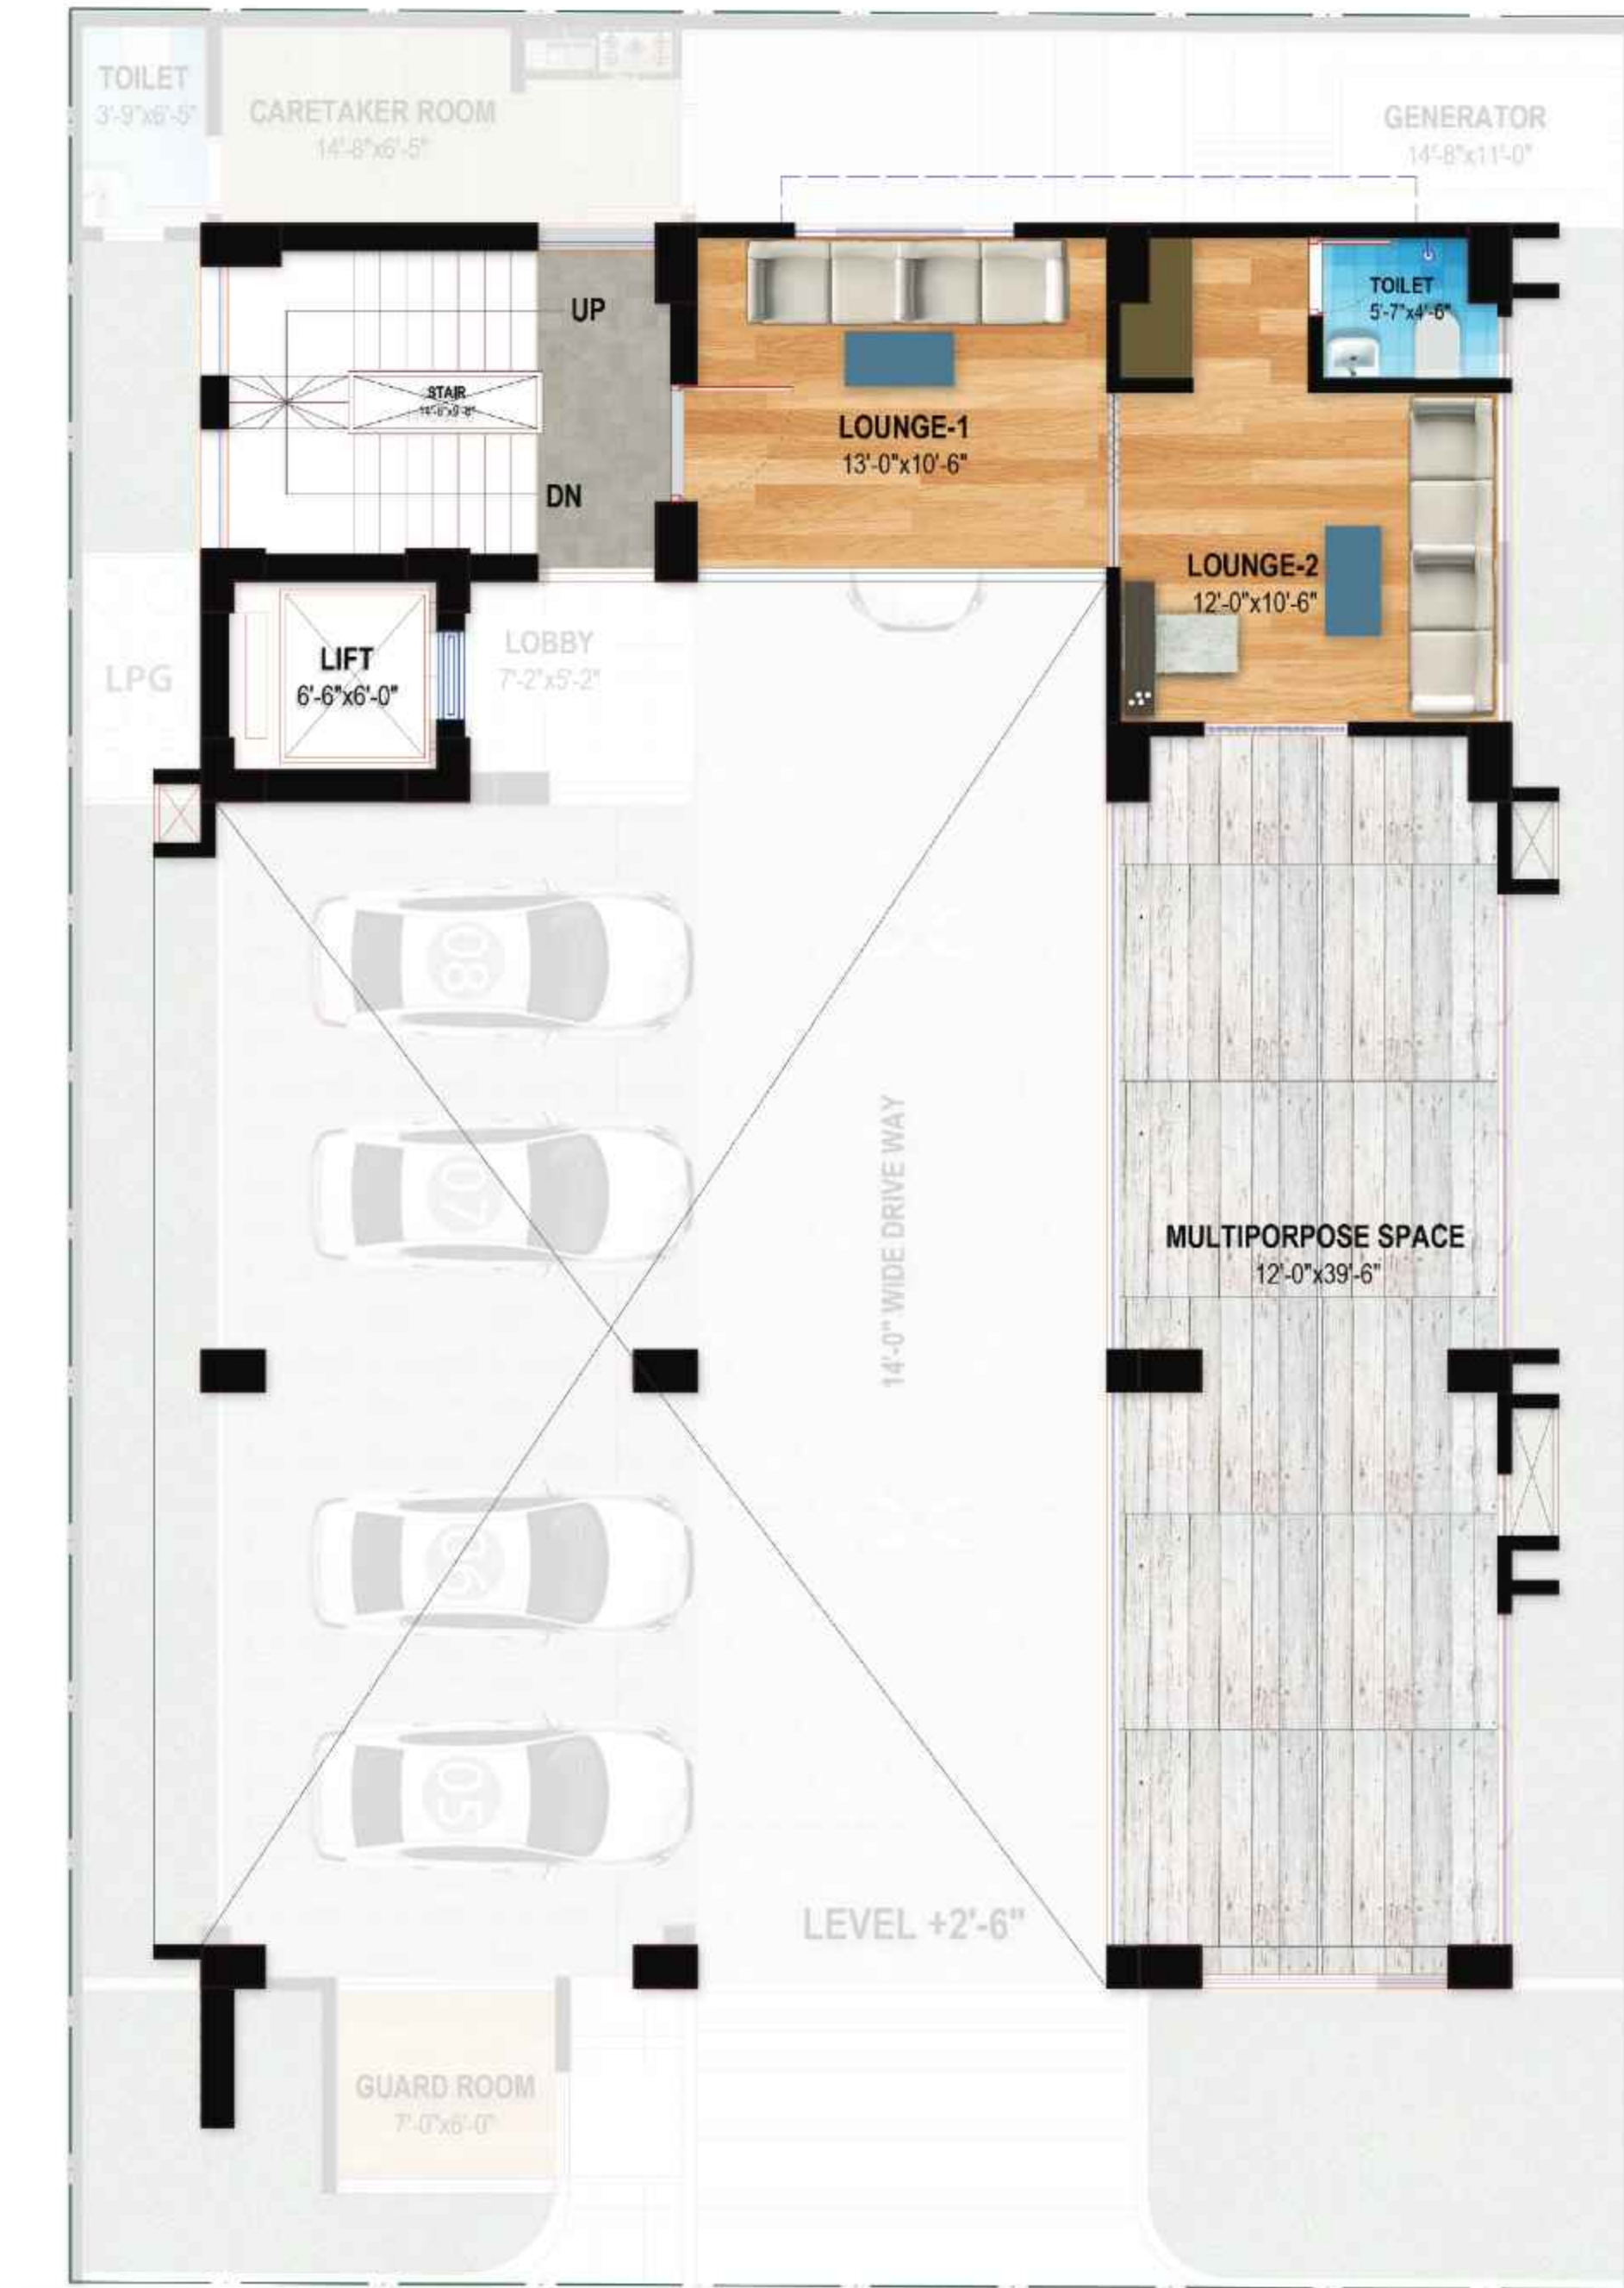 TOILET
3'-9"x6'-5"
CARETAKER ROOM
14'-8"x6'-5"
GENERATOR
14'-8"x11'-0"
UP
STAIR
DN
LOUNGE-1
13'-0"x10'-6"
TOILET
5'-7"x4'-6"
LOUNGE-2
12'-0"x10'-6"
LPG
LIFT
6'-6"x6'-0"
LOBBY
7'-2"x5'-2"
08
07
14'-0" WIDE DRIVE WAY
MULTIPORPOSE SPACE
12'-0"x39'-6"
06
05
LEVEL +2'-6"
GUARD ROOM
7'-0"x6'-0"